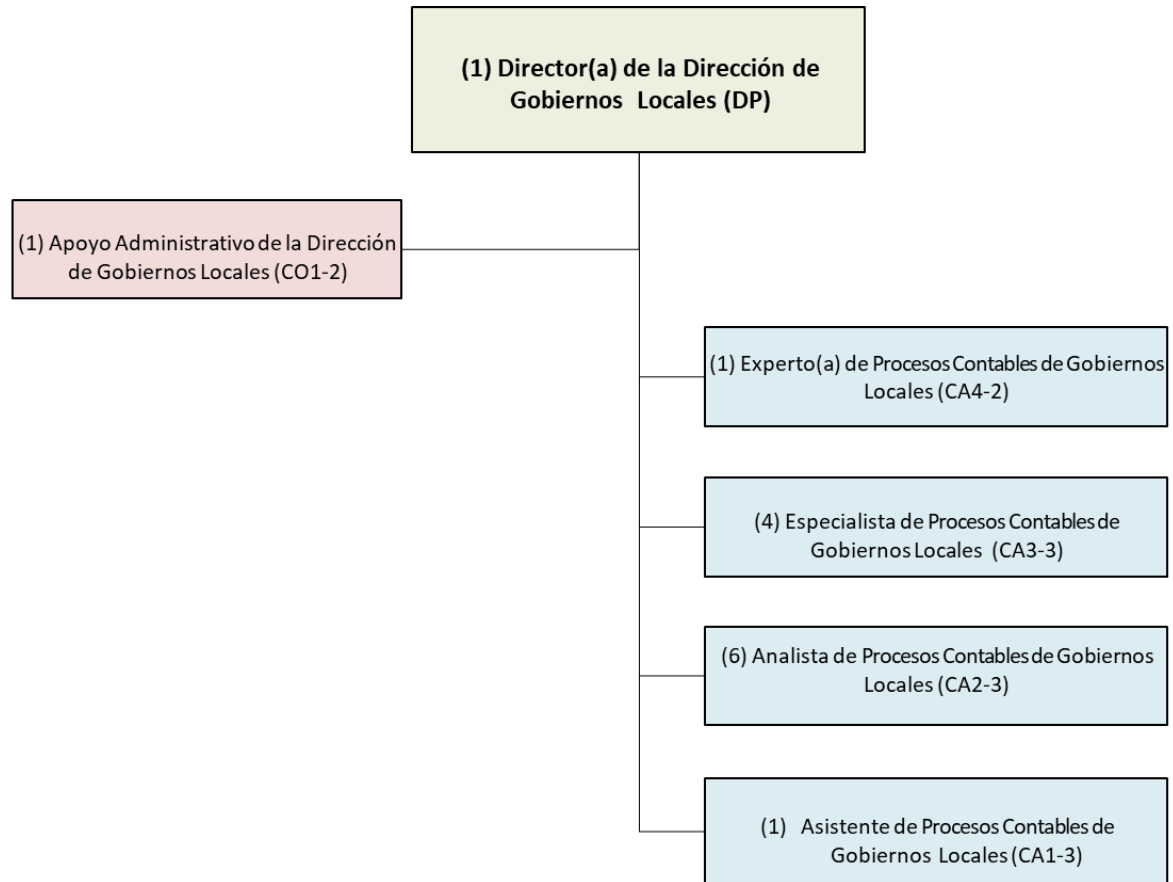 (1) Director(a) de la Dirección de
Gobiernos Locales (DP)
(1) Apoyo Administrativo de la Dirección
de Gobiernos Locales (CO1-2)
(1) Experto(a) de Procesos Contables de Gobiernos
Locales (CA4-2)
(4) Especialista de Procesos Contables de
Gobiernos Locales (CA3-3)
(6) Analista de Procesos Contables de Gobiernos
Locales (CA2-3)
(1) Asistente de Procesos Contables de
Gobiernos Locales (CA1-3)